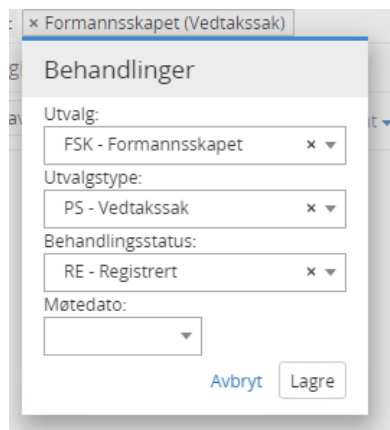 × Formannsskapet (Vedtakssak)
Behandlinger
Utvalg:
FSK - Formannsskapet × 
Utvalgstype:
PS - Vedtakssak ×
Behandlingsstatus:
RE - Registrert ×
Møtedato:
Avbryt Lagre